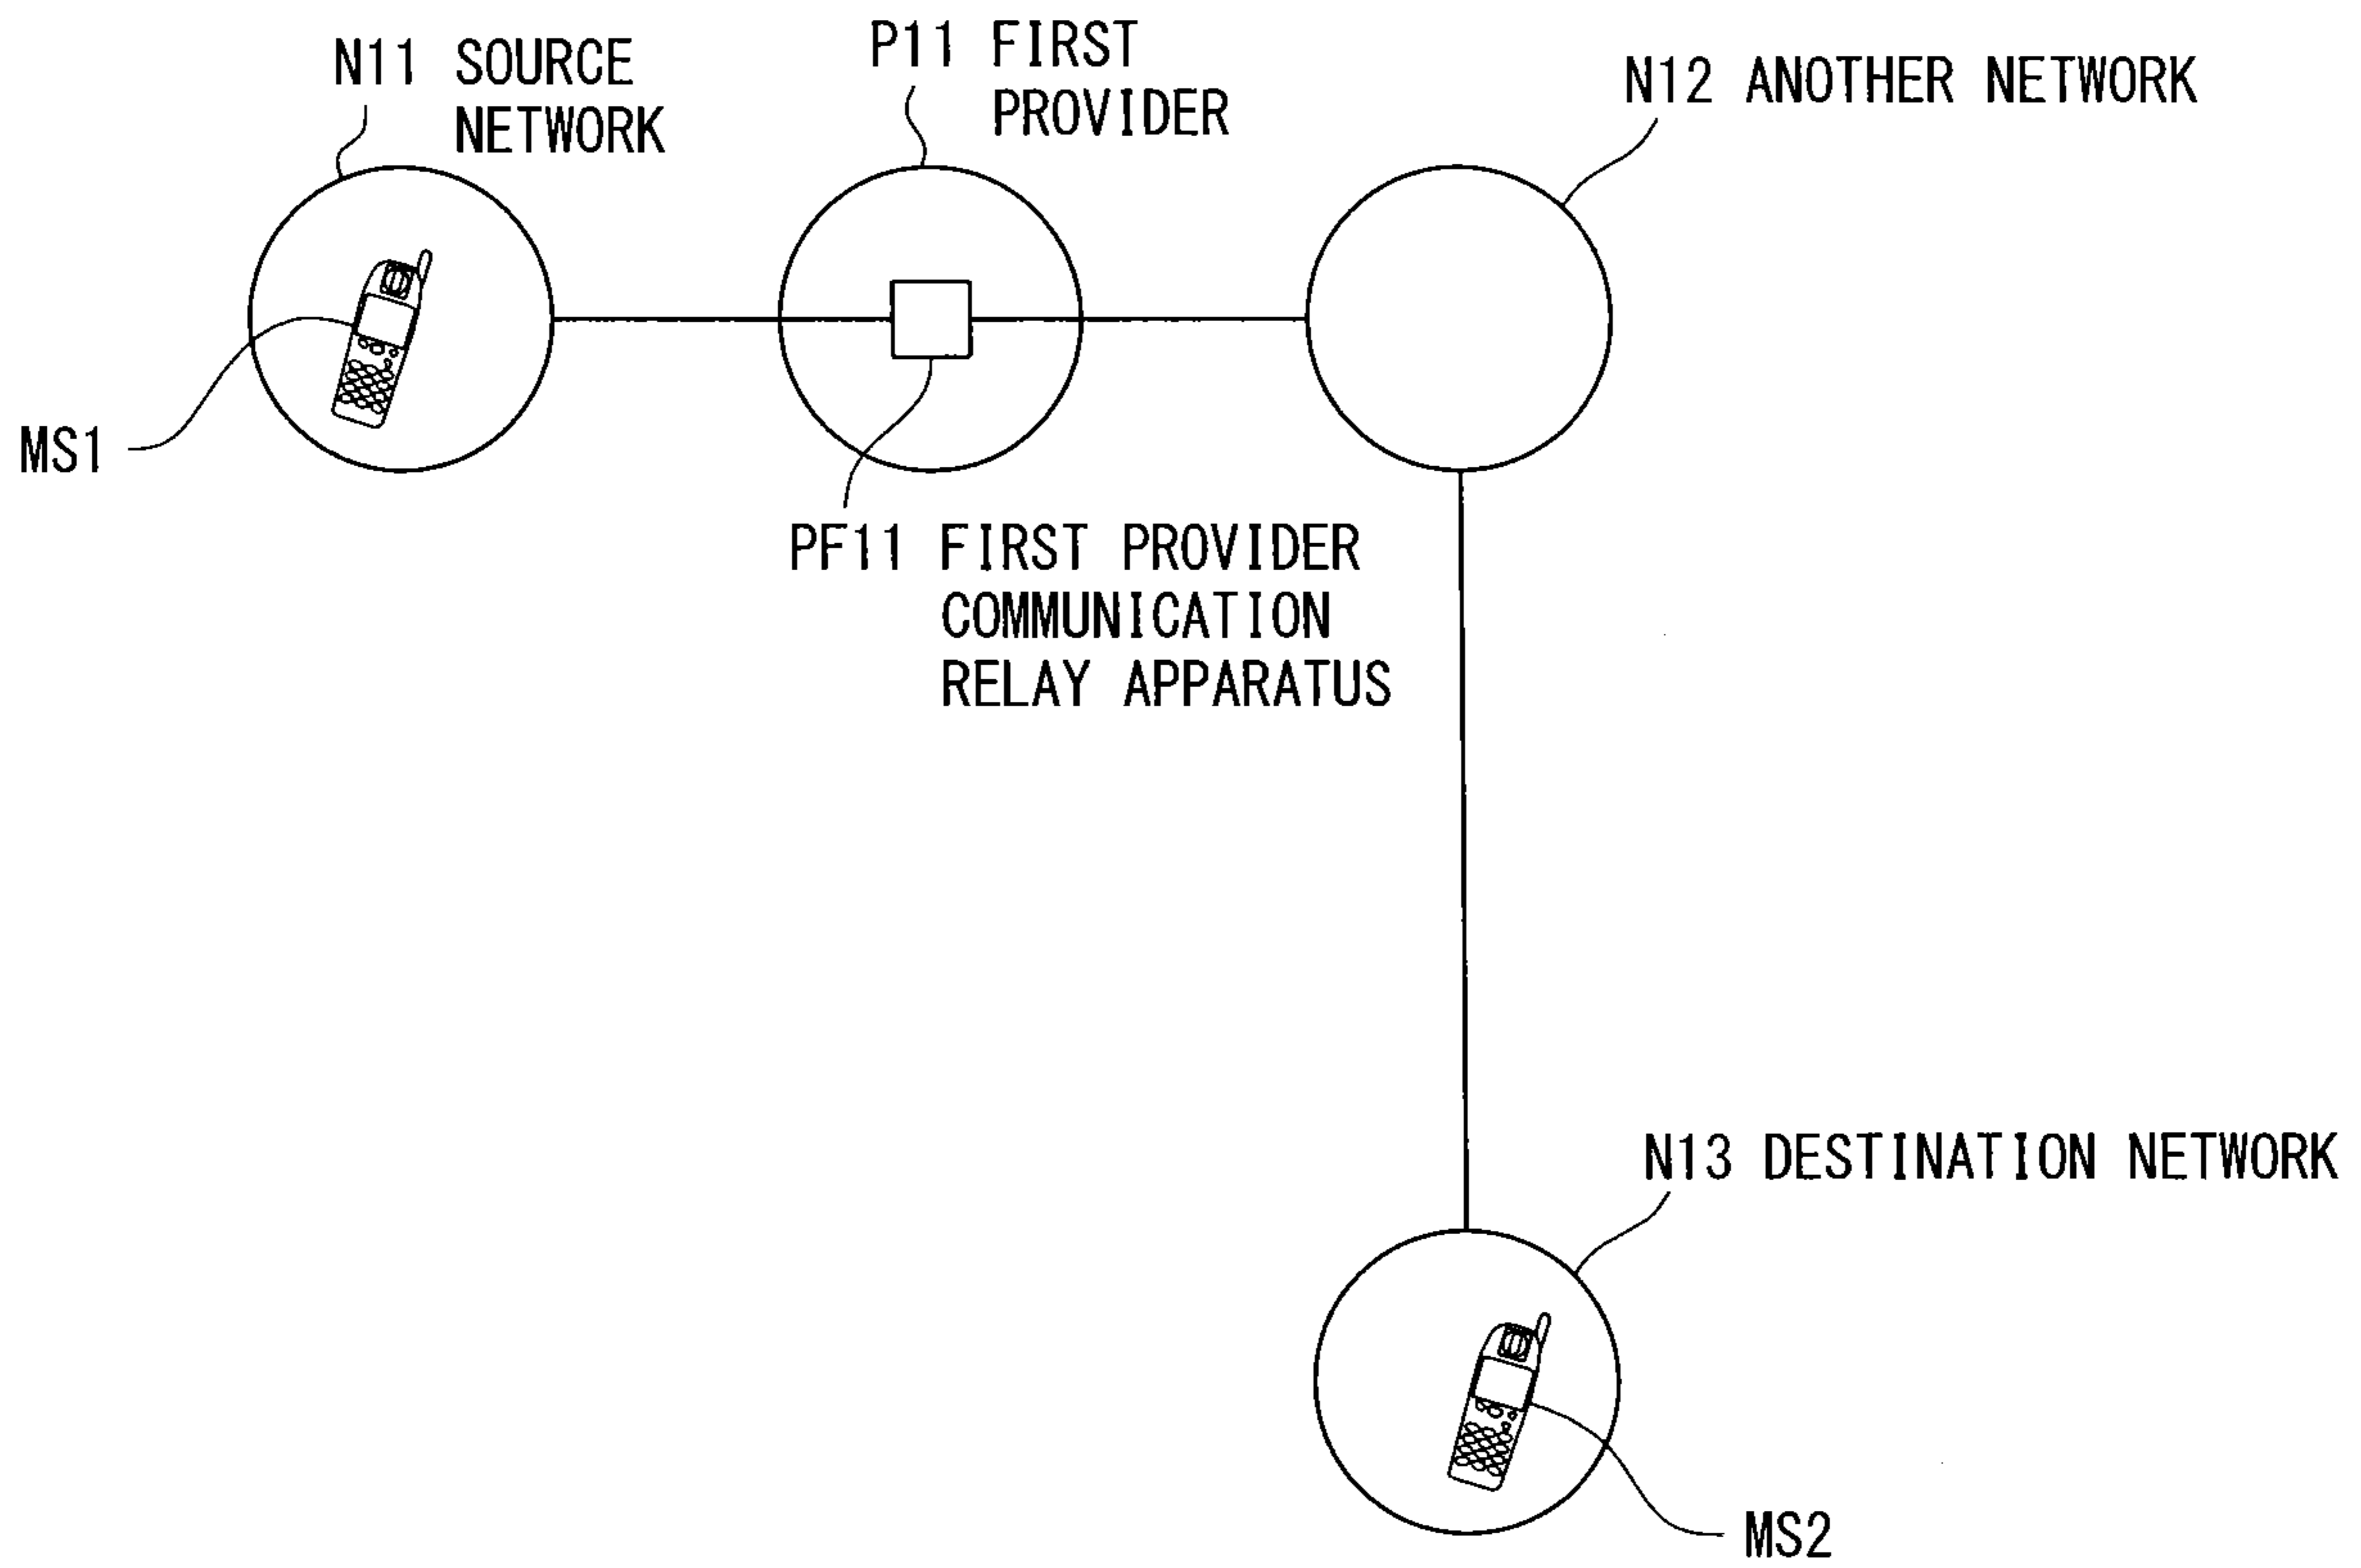 N11 SOURCE
NETWORK
P11 FIRST
PROVIDER
N12 ANOTHER NETWORK
MS1
PF11 FIRST PROVIDER
COMMUNICATION
RELAY APPARATUS
N13 DESTINATION NETWORK
MS2